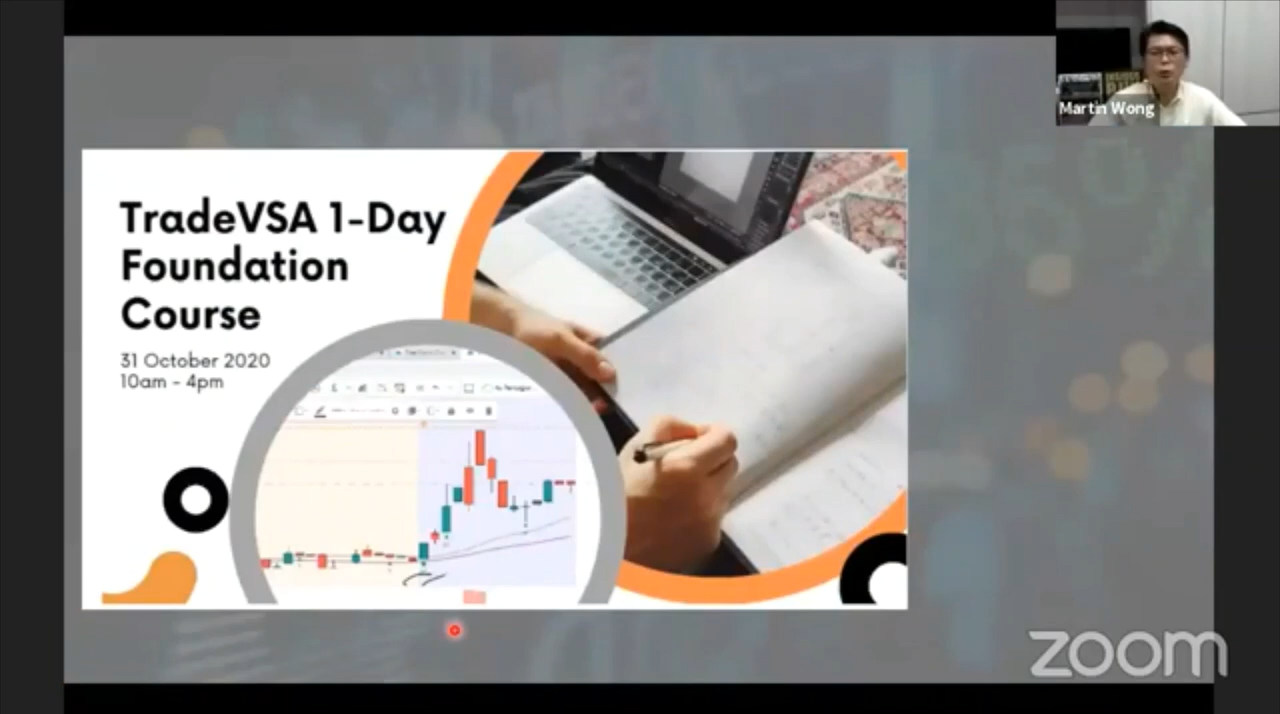 Martin Wong
TradeVSA 1-Day
Foundation
Course
31 October 2020
10am - 4pm
zoom